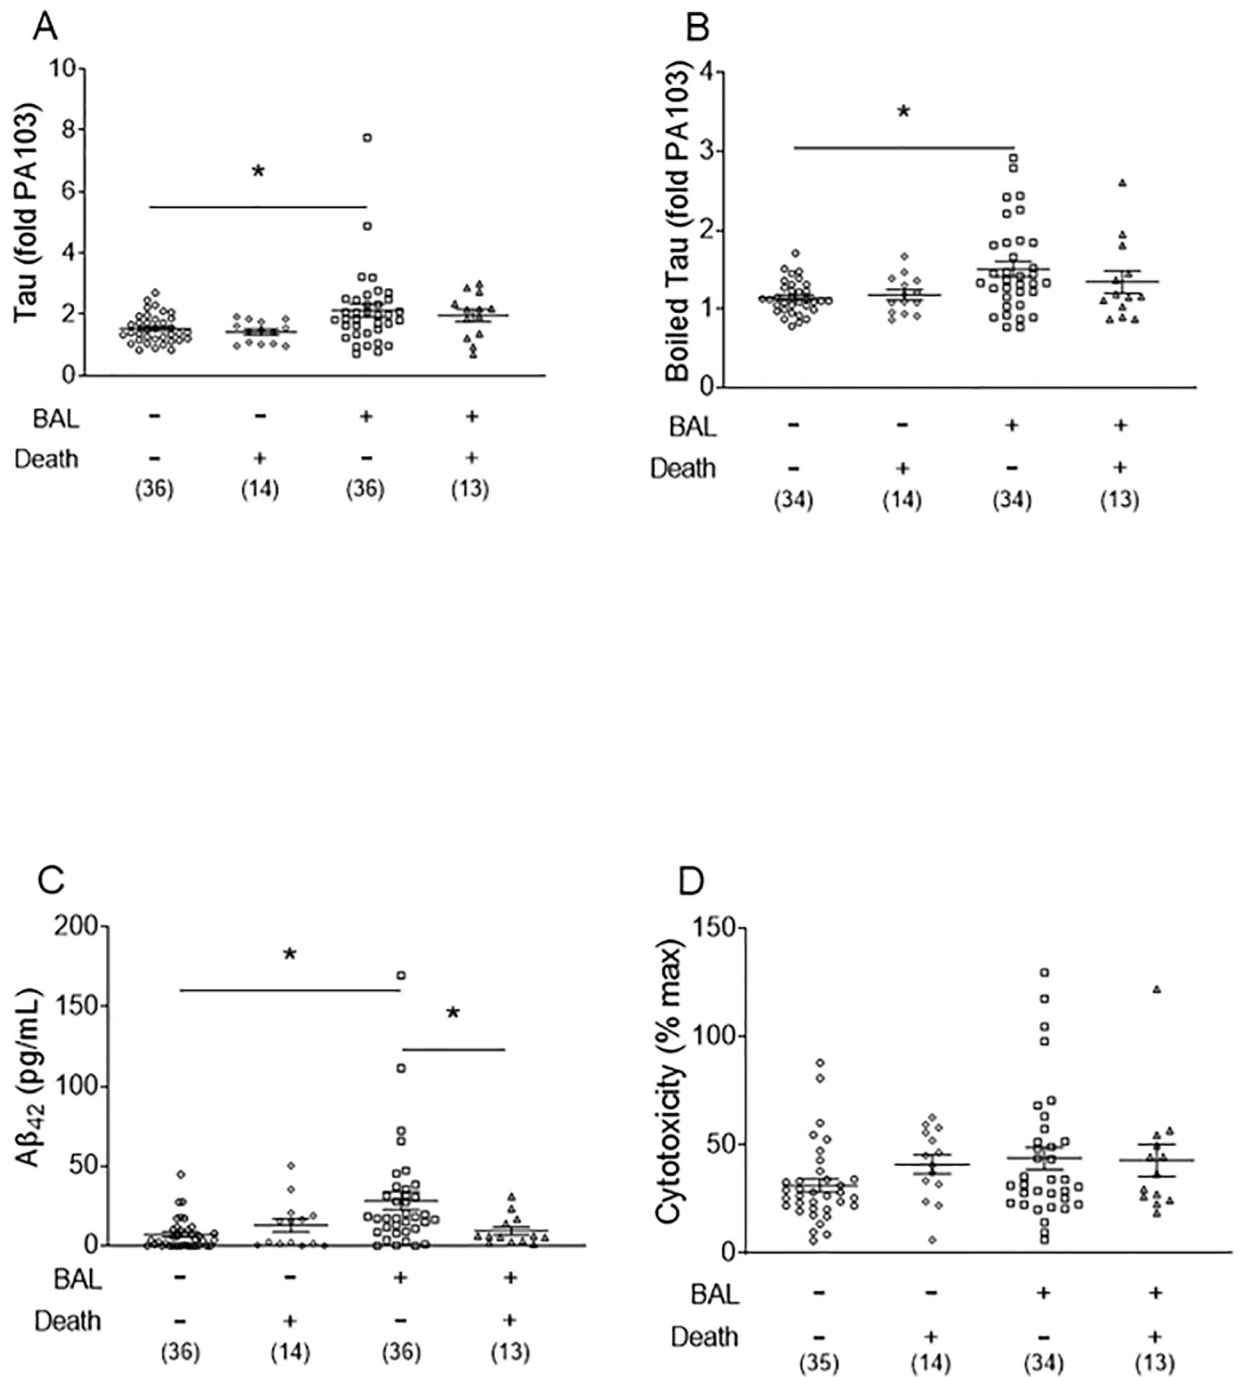 A
Tau (fold PA103)
10
8
6
4
2
0
*
BAL - - + +
Death - + - +
(36) (14) (36) (13)
B
Boiled Tau (fold PA103)
4
3
2
1
0
*
BAL - - + +
Death - + - +
(34) (14) (34) (13)
C
Aβ42 (pg/mL)
200
150
100
50
0
*
*
BAL - - + +
Death - + - +
(36) (14) (36) (13)
D
Cytotoxicity (% max)
150
100
50
0
BAL - - + +
Death - + - +
(35) (14) (34) (13)